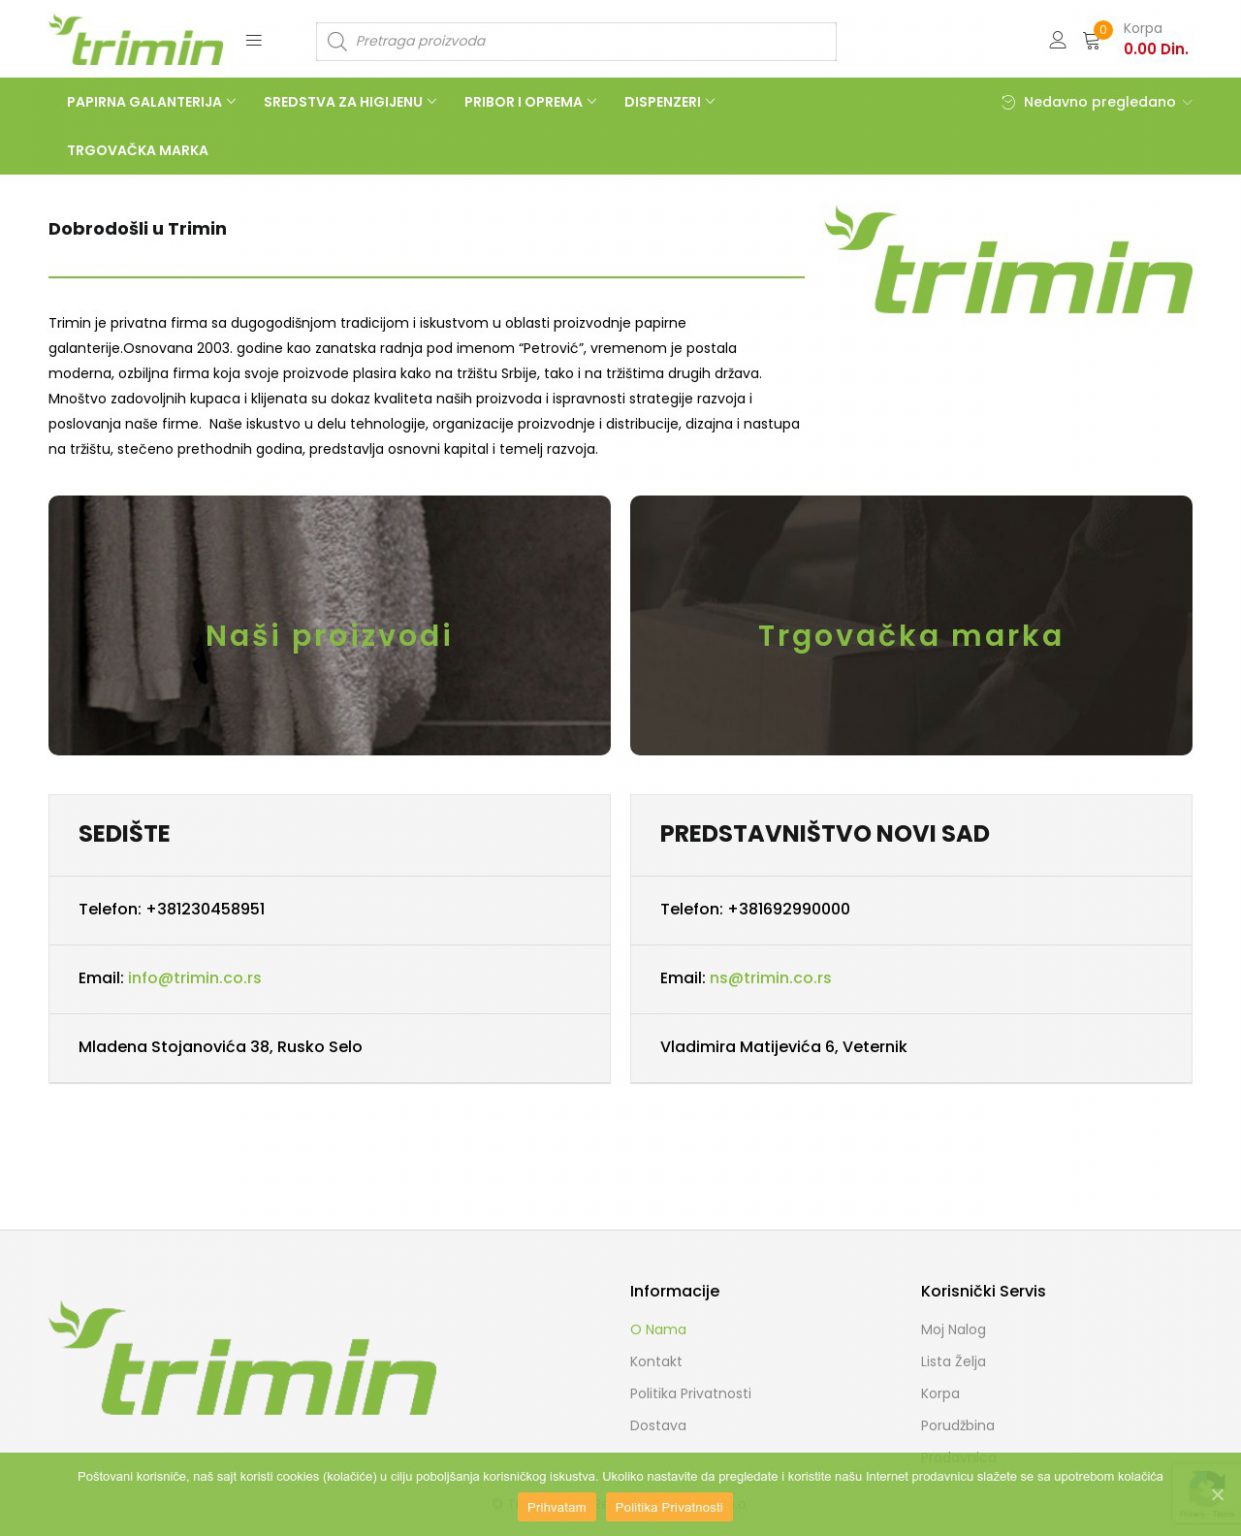 trimin
Pretraga proizvoda
0
Korpa
0.00 Din.
PAPIRNA GALANTERIJA
SREDSTVA ZA HIGIJENU
PRIBOR I OPREMA
DISPENZERI
Nedavno pregledano
TRGOVAČKA MARKA
Dobrodošli u Trimin
trimin
Trimin je privatna firma sa dugogodišnjom tradicijom i iskustvom u oblasti proizvodnje papirne
galanterije.Osnovana 2003. godine kao zanatska radnja pod imenom “Petrović”, vremenom je postala
moderna, ozbiljna firma koja svoje proizvode plasira kako na tržištu Srbije, tako i na tržištima drugih država.
Mnoštvo zadovoljnih kupaca i klijenata su dokaz kvaliteta naših proizvoda i ispravnosti strategije razvoja i
poslovanja naše firme.  Naše iskustvo u delu tehnologije, organizacije proizvodnje i distribucije, dizajna i nastupa
na tržištu, stečeno prethodnih godina, predstavlja osnovni kapital i temelj razvoja.
Naši proizvodi
Trgovačka marka
SEDIŠTE
Telefon: +381230458951
Email: info@trimin.co.rs
Mladena Stojanovića 38, Rusko Selo
PREDSTAVNIŠTVO NOVI SAD
Telefon: +381692990000
Email: ns@trimin.co.rs
Vladimira Matijevića 6, Veternik
trimin
Informacije
O Nama
Kontakt
Politika Privatnosti
Dostava
Korisnički Servis
Moj Nalog
Lista Želja
Korpa
Porudžbina
Prodavnica
Poštovani korisniče, naš sajt koristi cookies (kolačiće) u cilju poboljšanja korisničkog iskustva. Ukoliko nastavite da pregledate i koristite našu Internet prodavnicu slažete se sa upotrebom kolačića
Prihvatam
Politika Privatnosti